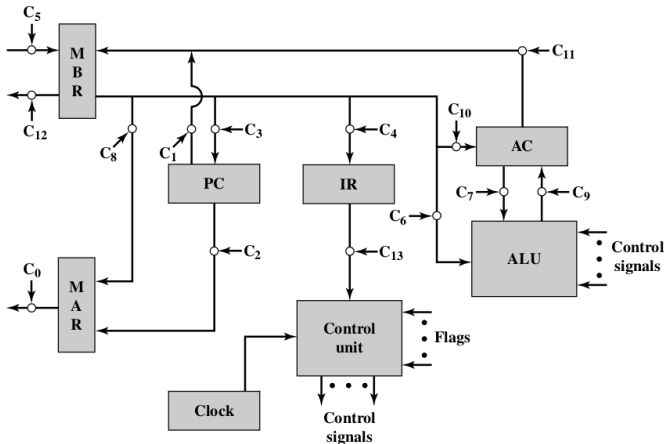 C5
M
B
R
C11
C12
C8
C1
C3
C4
C10
AC
PC
IR
C7
C9
C6
C2
C13
ALU
Control
signals
C0
M
A
R
Control
unit
Flags
Clock
Control
signals